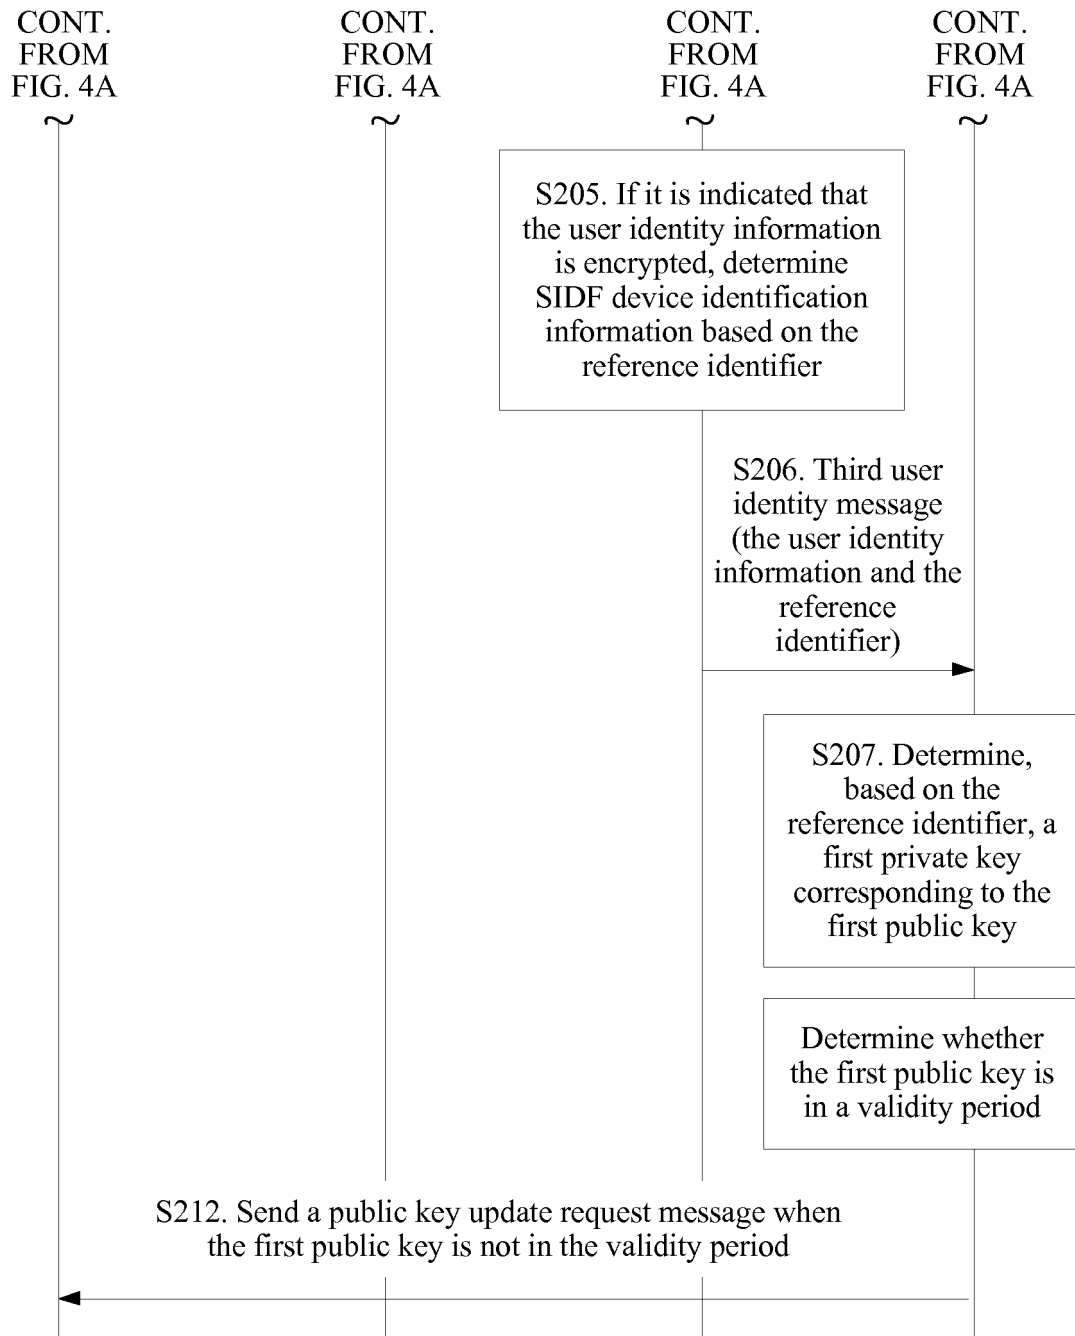 CONT.
FROM
FIG. 4A
CONT.
FROM
FIG. 4A
CONT.
FROM
FIG. 4A
CONT.
FROM
FIG. 4A
S205. If it is indicated that
the user identity information
is encrypted, determine
SIDF device identification
information based on the
reference identifier
S206. Third user
identity message
(the user identity
information and the
reference
identifier)
S207. Determine,
based on the
reference identifier, a
first private key
corresponding to the
first public key
Determine whether
the first public key is
in a validity period
S212. Send a public key update request message when
the first public key is not in the validity period